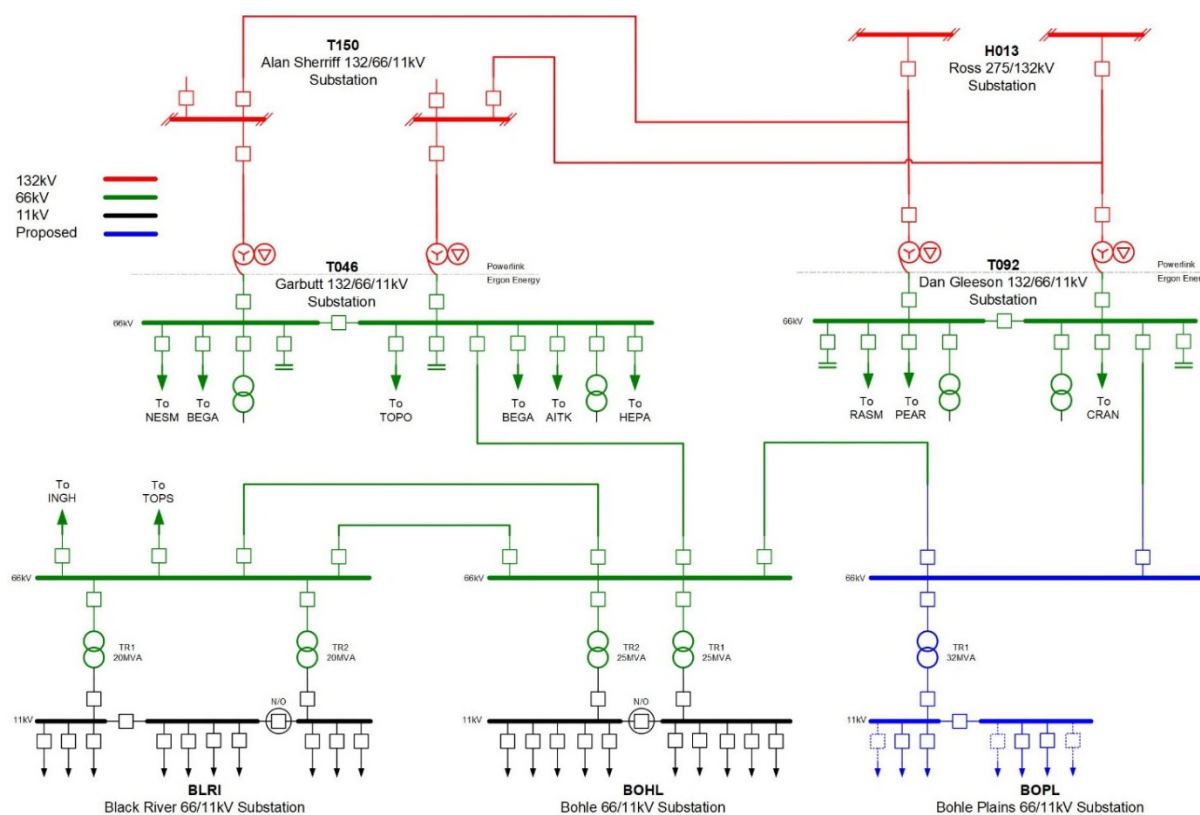 T150
Alan Sherriff 132/66/11kV
Substation
H013
Ross 275/132kV
Substation
132kV
66kV
11kV
Proposed
T046
Garbutt 132/66/11kV
Substation
Powerlink
Ergon Energy
T092
Dan Gleeson 132/66/11kV
Substation
Powerlink
Ergon Ener
66kV
66kV
To
NESM
To
BEGA
To
TOPO
To
BEGA
To
AITK
To
HEPA
To
RASM
To
PEAR
To
CRAN
To
INGH
To
TOPS
66kV
66kV
66kV
TR1
20MVA
TR2
20MVA
TR2
25MVA
TR1
25MVA
TR1
32MVA
N/O
N/O
11kV
11kV
11kV
BLRI
Black River 66/11kV Substation
BOHL
Bohle 66/11kV Substation
BOPL
Bohle Plains 66/11kV Substation